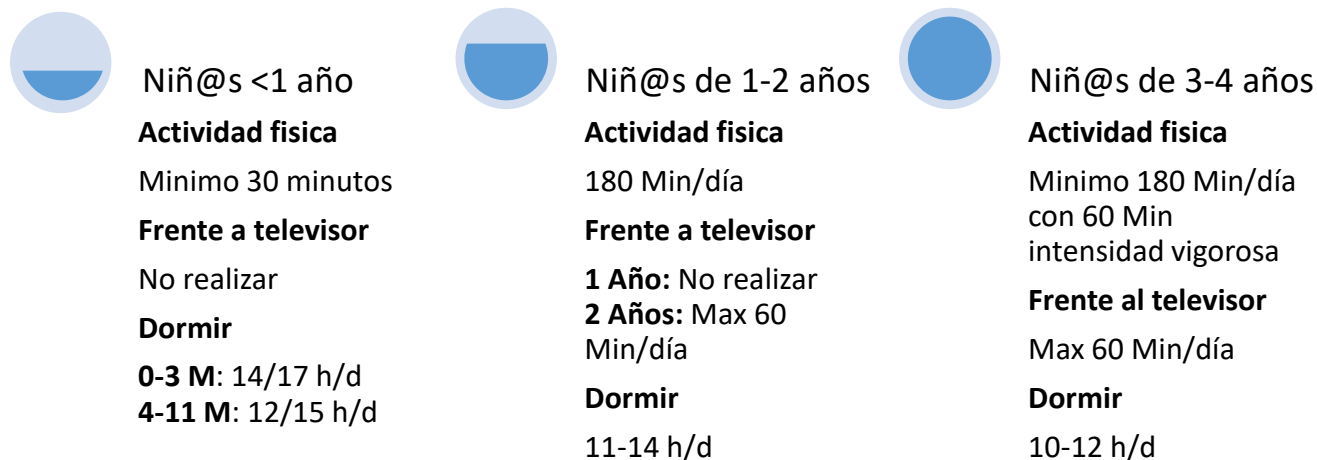 Niñ@s <1 año
Actividad fisica
Minimo 30 minutos
Frente a televisor
No realizar
Dormir
0-3 M: 14/17 h/d
4-11 M: 12/15 h/d
Niñ@s de 1-2 años
Actividad fisica
180 Min/día
Frente a televisor
1 Año: No realizar
2 Años: Max 60
Min/día
Dormir
11-14 h/d
Niñ@s de 3-4 años
Actividad fisica
Minimo 180 Min/día
con 60 Min
intensidad vigorosa
Frente al televisor
Max 60 Min/día
Dormir
10-12 h/d